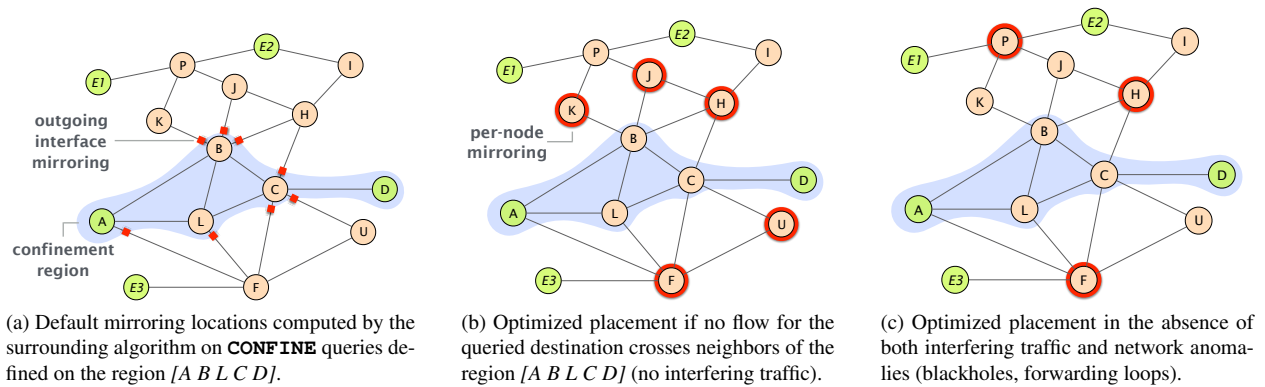 E2
P
I
E1
J
K
H
outgoing
interface
mirroring
B
C
D
A
L
U
confinement
region
E3
F
(a) Default mirroring locations computed by the
surrounding algorithm on CONFINE queries de-
fined on the region [A B L C D].
E2
P
I
E1
J
K
H
per-node
mirroring
B
C
D
A
L
U
E3
F
(b) Optimized placement if no flow for the
queried destination crosses neighbors of the
region [A B L C D] (no interfering traffic).
E2
P
I
E1
J
K
H
B
C
D
A
L
U
E3
F
(c) Optimized placement in the absence of
both interfering traffic and network anoma-
lies (blackholes, forwarding loops).